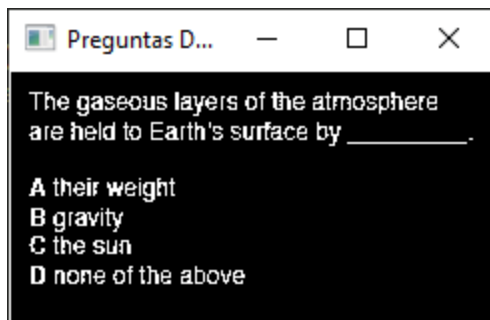 Preguntas D...
The gaseous layers of the atmosphere
are held to Earth's surface by _________.
A their weight
B gravity
C the sun
D none of the above